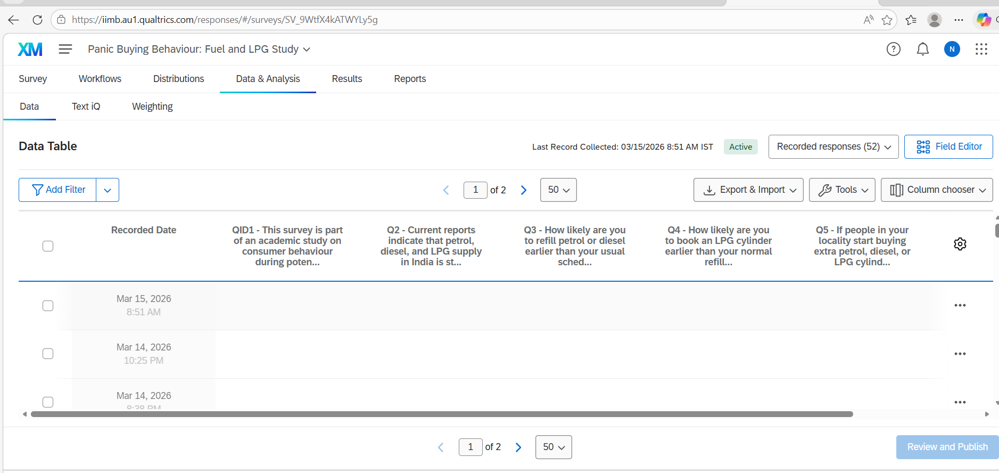 https://iimb.au1.qualtrics.com/responses/#/surveys/SV_9WtfX4kATWYLy5g
XM
Panic Buying Behaviour: Fuel and LPG Study
?
N
Survey
Workflows
Distributions
Data & Analysis
Results
Reports
Data
Text iQ
Weighting
Data Table
Last Record Collected: 03/15/2026 8:51 AM IST
Active
Recorded responses (52)
Field Editor
Add Filter
1 of 2
50
Export & Import
Tools
Column chooser
Recorded Date
QID1 - This survey is part
of an academic study on
consumer behaviour
during poten...
Q2 - Current reports
indicate that petrol,
diesel, and LPG supply
in India is st...
Q3 - How likely are you
to refill petrol or diesel
earlier than your usual
sched...
Q4 - How likely are you
to book an LPG cylinder
earlier than your normal
refill...
Q5 - If people in your
locality start buying
extra petrol, diesel, or
LPG cylind...
Mar 15, 2026
8:51 AM
Mar 14, 2026
10:25 PM
Mar 14, 2026
8:38 PM
1 of 2
50
Review and Publish